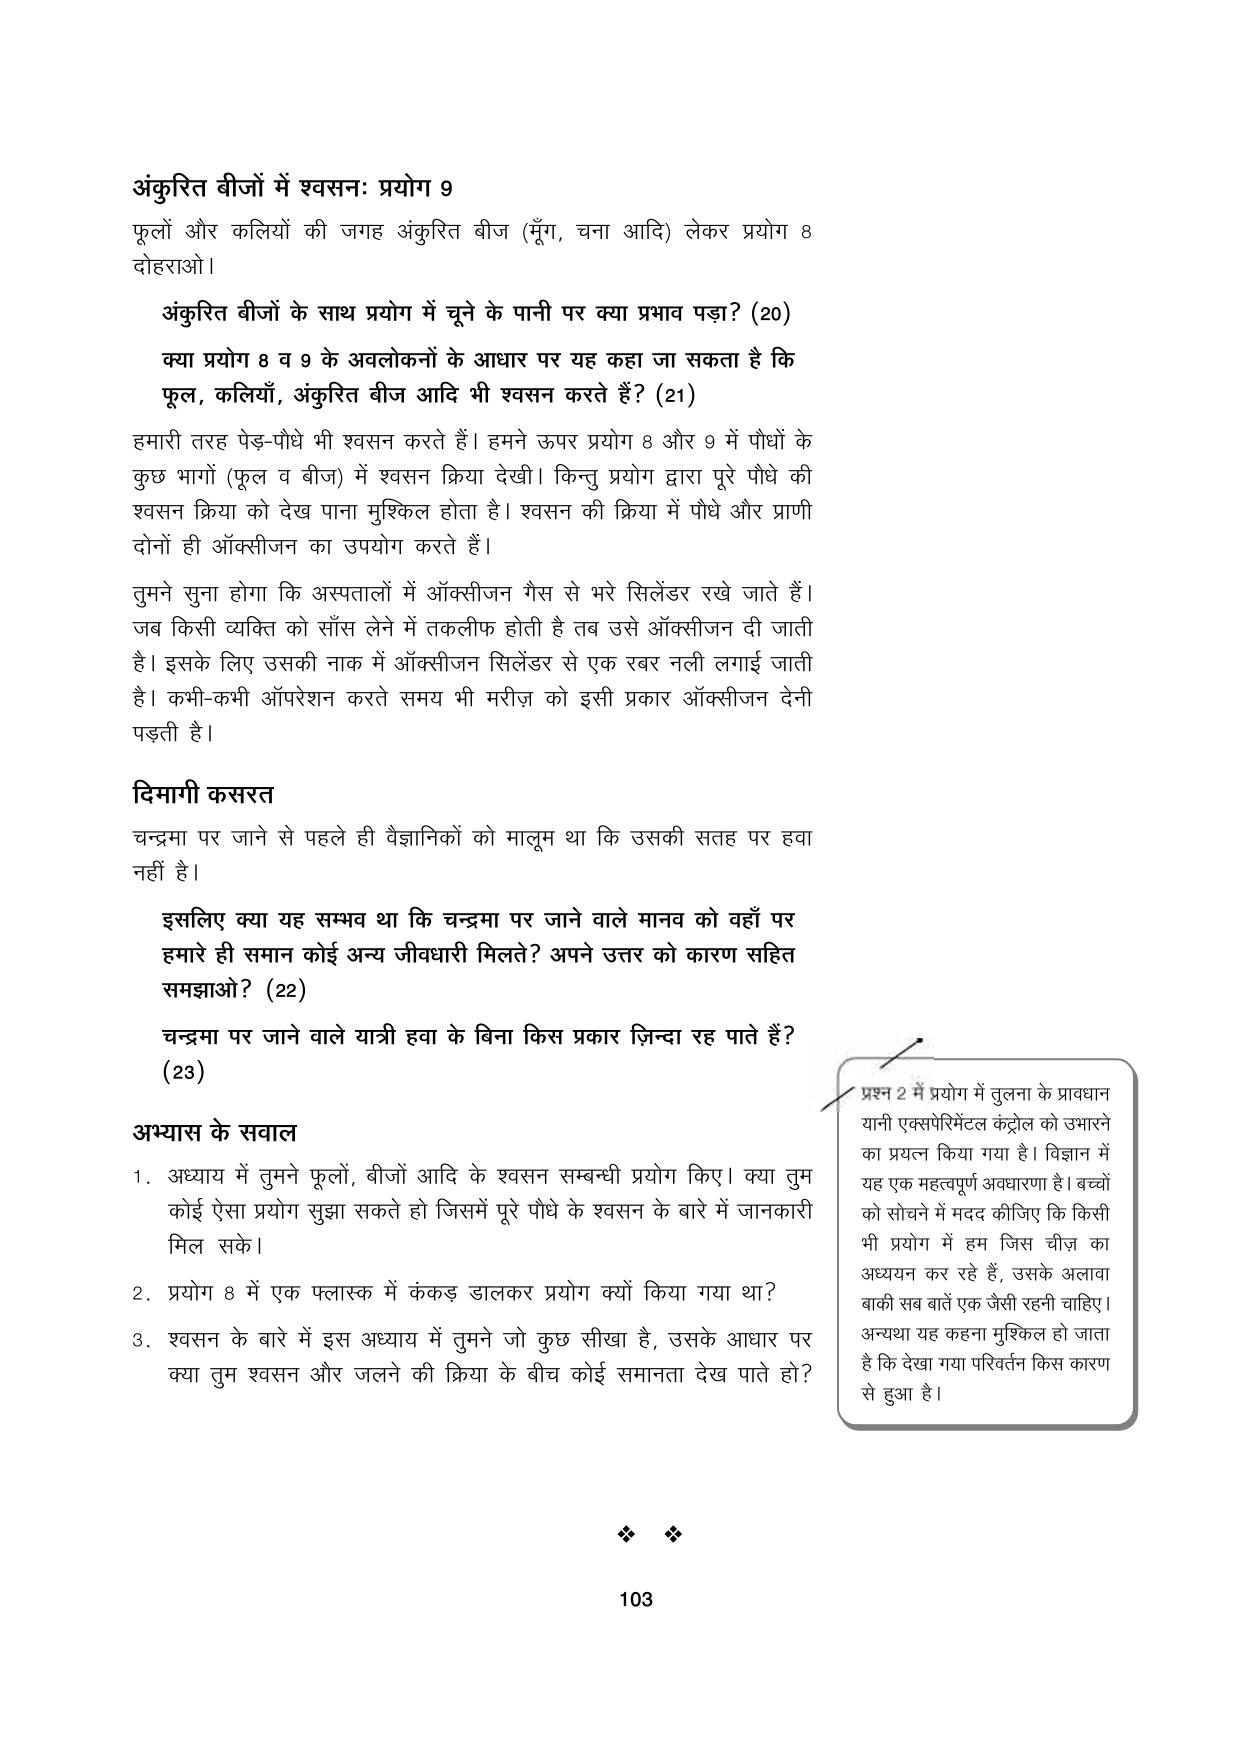 अंकुरित बीजों में श्वसन: प्रयोग 9
फूलों और कलियों की जगह अंकुरित बीज (मूँग, चना आदि) लेकर प्रयोग 8
दोहराओ।
अंकुरित बीजों के साथ प्रयोग में चूने के पानी पर क्या प्रभाव पड़ा? (20)
क्या प्रयोग 8 व 9 के अवलोकनों के आधार पर यह कहा जा सकता है कि
फूल, कलियाँ, अंकुरित बीज आदि भी श्वसन करते हैं? (21)
हमारी तरह पेड़-पौधे भी श्वसन करते हैं। हमने ऊपर प्रयोग 8 और 9 में पौधों के
कुछ भागों (फूल व बीज) में श्वसन क्रिया देखी। किन्तु प्रयोग द्वारा पूरे पौधे की
श्वसन क्रिया को देख पाना मुश्किल होता है। श्वसन की क्रिया में पौधे और प्राणी
दोनों ही ऑक्सीजन का उपयोग करते हैं।
तुमने सुना होगा कि अस्पतालों में ऑक्सीजन गैस से भरे सिलेंडर रखे जाते हैं।
जब किसी व्यक्ति को साँस लेने में तकलीफ होती है तब उसे ऑक्सीजन दी जाती
है। इसके लिए उसकी नाक में ऑक्सीजन सिलेंडर से एक रबर नली लगाई जाती
है। कभी-कभी ऑपरेशन करते समय भी मरीज़ को इसी प्रकार ऑक्सीजन देनी
पड़ती है।
दिमागी कसरत
चन्द्रमा पर जाने से पहले ही वैज्ञानिकों को मालूम था कि उसकी सतह पर हवा
नहीं है।
इसलिए क्या यह सम्भव था कि चन्द्रमा पर जाने वाले मानव को वहाँ पर
हमारे ही समान कोई अन्य जीवधारी मिलते? अपने उत्तर को कारण सहित
समझाओ? (22)
चन्द्रमा पर जाने वाले यात्री हवा के बिना किस प्रकार ज़िन्दा रह पाते हैं?
(23)
अभ्यास के सवाल
1. अध्याय में तुमने फूलों, बीजों आदि के श्वसन सम्बन्धी प्रयोग किए। क्या तुम
कोई ऐसा प्रयोग सुझा सकते हो जिसमें पूरे पौधे के श्वसन के बारे में जानकारी
मिल सके।
2. प्रयोग 8 में एक फ्लास्क में कंकड़ डालकर प्रयोग क्यों किया गया था?
3. श्वसन के बारे में इस अध्याय में तुमने जो कुछ सीखा है, उसके आधार पर
क्या तुम श्वसन और जलने की क्रिया के बीच कोई समानता देख पाते हो?
प्रश्न 2 में प्रयोग में तुलना के प्रावधान
यानी एक्सपेरिमेंटल कंट्रोल को उभारने
का प्रयत्न किया गया है। विज्ञान में
यह एक महत्वपूर्ण अवधारणा है। बच्चों
को सोचने में मदद कीजिए कि किसी
भी प्रयोग में हम जिस चीज़ का
अध्ययन कर रहे हैं, उसके अलावा
बाकी सब बातें एक जैसी रहनी चाहिए।
अन्यथा यह कहना मुश्किल हो जाता
है कि देखा गया परिवर्तन किस कारण
से हुआ है।
103